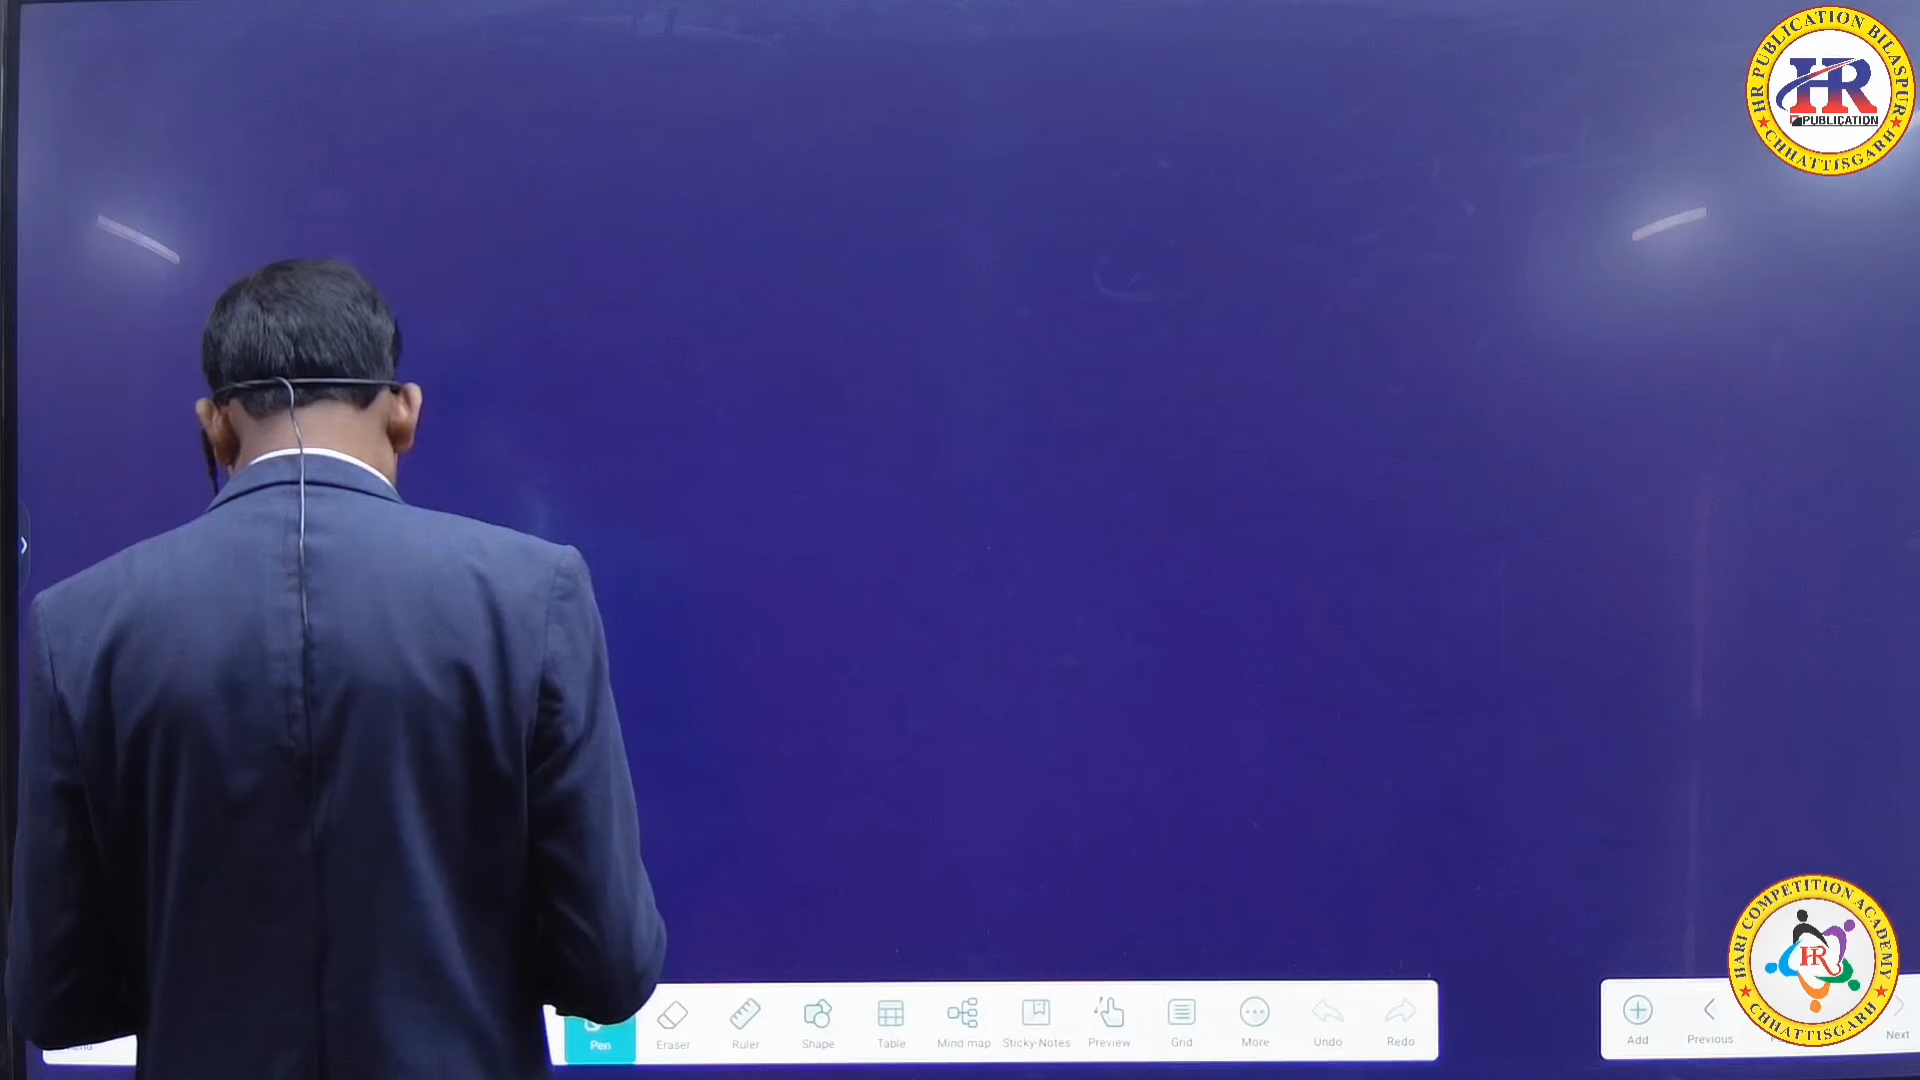 HR PUBLICATION BILASPUR
HR
PUBLICATION
CHHATTISGARH
Pen
Eraser
Ruler
Shape
Table
Mind map
Sticky-Notes
Preview
Grid
More
Undo
Redo
Add
Previous
Next
HARI COMPETITION ACADEMY
HR
CHHATTISGARH